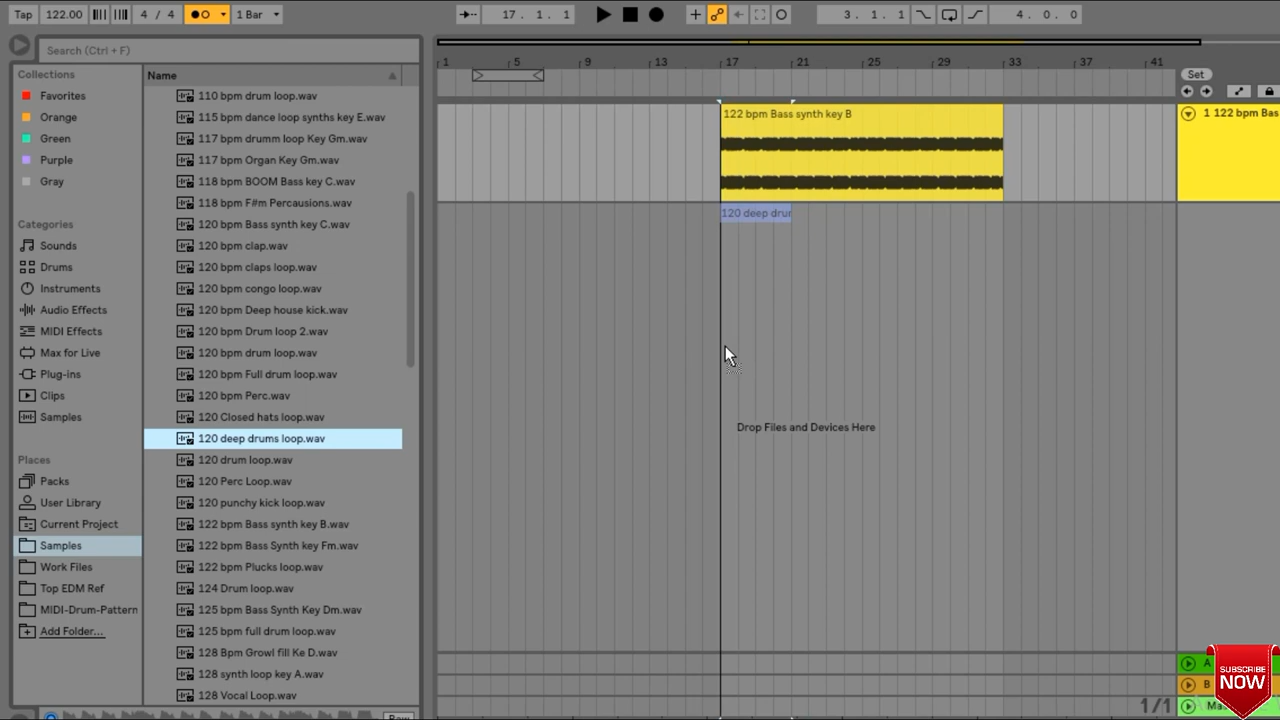 Tap 122.00 4 / 4 1 Bar 17. 1. 1 3. 1. 1 4. 0. 0
Search (Ctrl + F)
Collections
Favorites
Orange
Green
Purple
Gray
Categories
Sounds
Drums
Instruments
Audio Effects
MIDI Effects
Max for Live
Plug-ins
Clips
Samples
Places
Packs
User Library
Current Project
Samples
Work Files
Top EDM Ref
MIDI-Drum-Pattern
Add Folder...
Name
110 bpm drum loop.wav
115 bpm dance loop synths key E.wav
117 bpm drumm loop Key Gm.wav
117 bpm Organ Key Gm.wav
118 bpm BOOM Bass key C.wav
118 bpm F#m Percausions.wav
120 bpm Bass synth key C.wav
120 bpm clap.wav
120 bpm claps loop.wav
120 bpm congo loop.wav
120 bpm Deep house kick.wav
120 bpm Drum loop 2.wav
120 bpm drum loop.wav
120 bpm Full drum loop.wav
120 bpm Perc.wav
120 Closed hats loop.wav
120 deep drums loop.wav
120 drum loop.wav
120 Perc Loop.wav
120 punchy kick loop.wav
122 bpm Bass synth key B.wav
122 bpm Bass Synth key Fm.wav
122 bpm Plucks loop.wav
124 Drum loop.wav
125 bpm Bass Synth Key Dm.wav
125 bpm full drum loop.wav
128 Bpm Growl fill Ke D.wav
128 synth loop key A.wav
128 Vocal Loop.wav
Raw
1 5 9 13 17 21 25 29 33 37 41
Set
122 bpm Bass synth key B
1 122 bpm Bas
120 deep drur
Drop Files and Devices Here
A
B
1/1
Ma
SUBSCRIBE
NOW